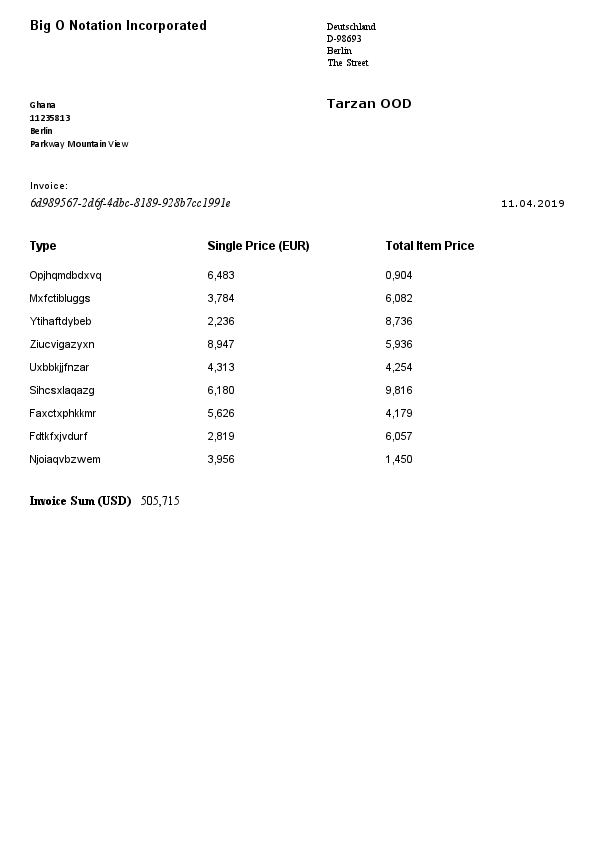 Big O Notation Incorporated
Deutschland
D-98693
Berlin
The Street
Tarzan OOD
Ghana
11235813
Berlin
Parkway Mountain View
Invoice:
6d989567-2d6f-4dbc-8189-928b7cc1991e 11.04.2019
Type Single Price (EUR) Total Item Price
Opjhqmdbdxvq 6,483 0,904
Mxfctibluggs 3,784 6,082
Ytihaftdybeb 2,236 8,736
Ziucvigazyxn 8,947 5,936
Uxbbkjjfnzar 4,313 4,254
Sihcsxlaqazg 6,180 9,816
Faxctxphkkmr 5,626 4,179
Fdtkfxjvdurf 2,819 6,057
Njoiaqvbzwem 3,956 1,450
Invoice Sum (USD) 505,715